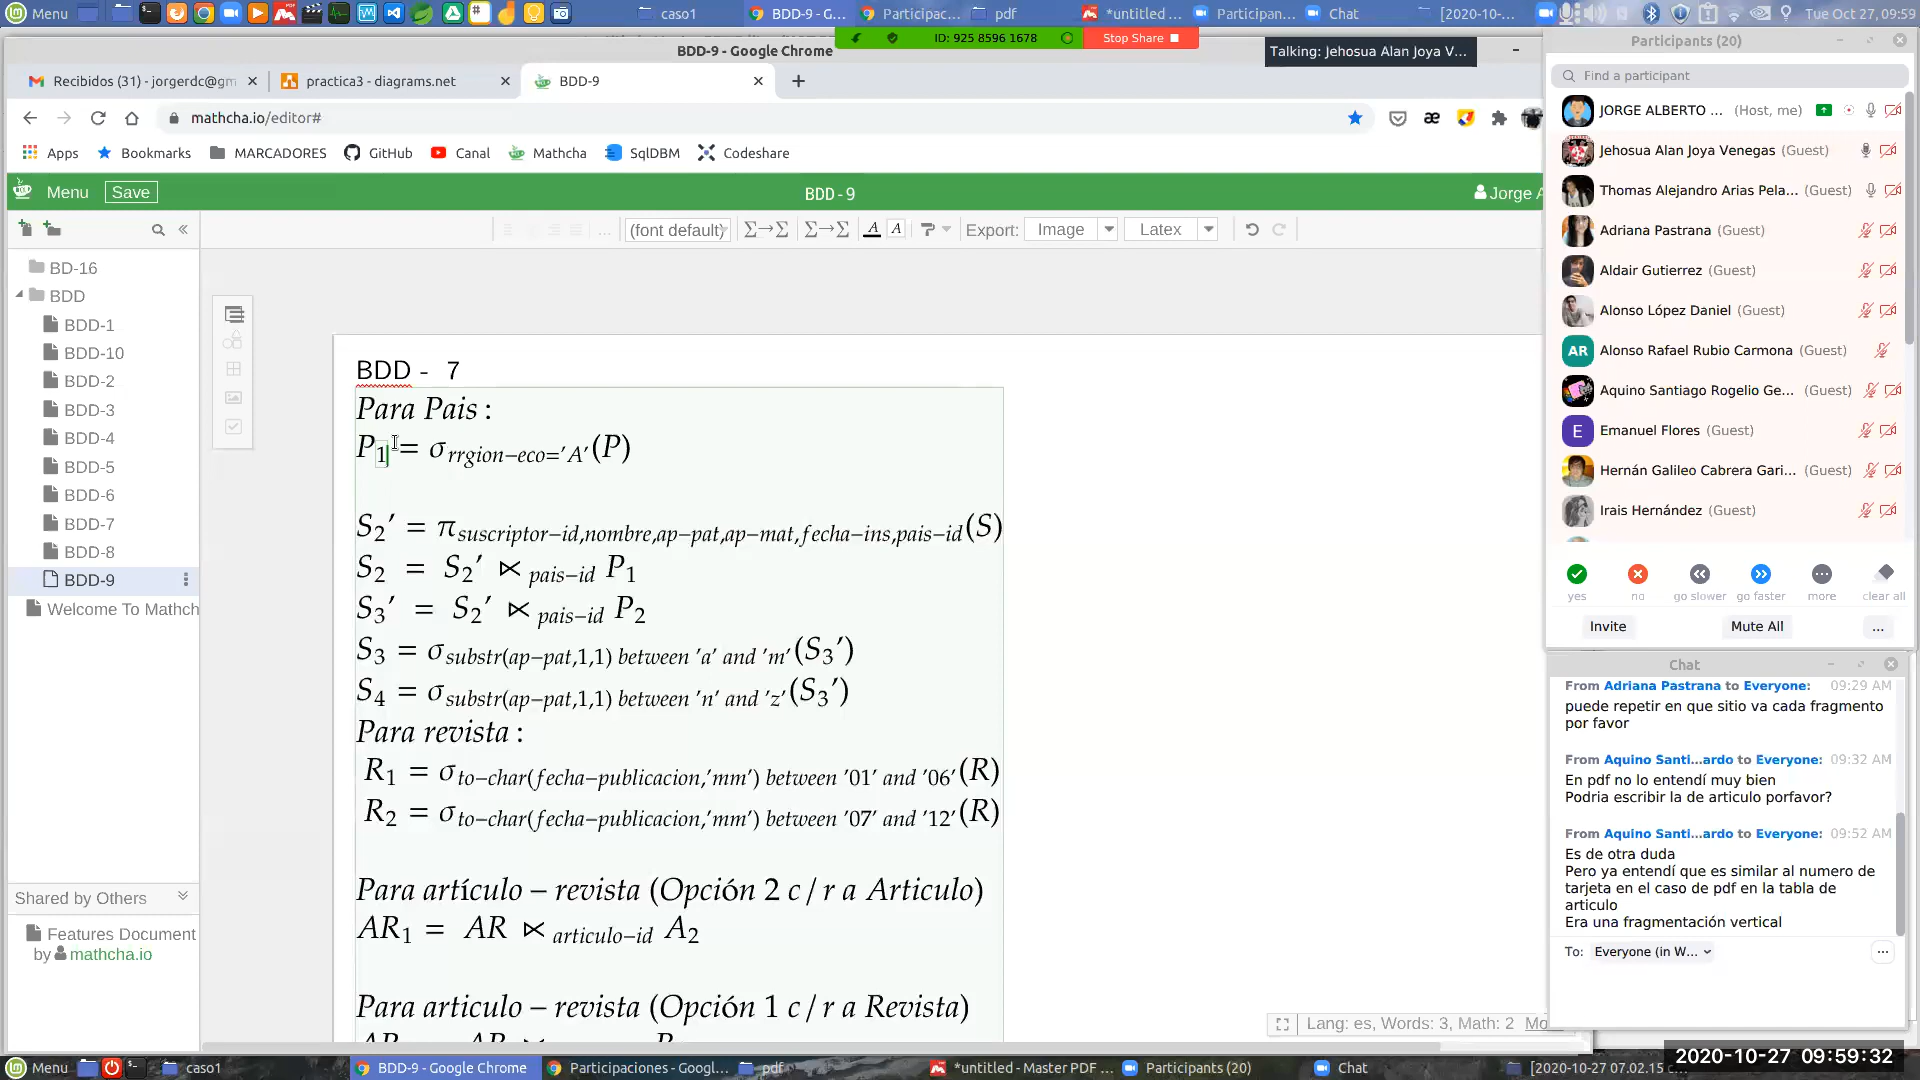 Menu
caso1
BDD-9 - G...
Participac...
pdf
*untitled ...
Participan...
Chat
[2020-10-...
Tue Oct 27, 09:59
BDD-9 - Google Chrome
ID: 925 8596 1678
Stop Share
Talking: Jehosua Alan Joya V...
Recibidos (31) - jorgerdc@gm
practica3 - diagrams.net
BDD-9
mathcha.io/editor#
Apps
Bookmarks
MARCADORES
GitHub
Canal
Mathcha
SqlDBM
Codeshare
Menu
Save
BDD-9
Jorge A
(font default)
Σ→Σ
Σ→Σ
A
A
Export:
Image
Latex
BD-16
BDD
BDD-1
BDD-10
BDD-2
BDD-3
BDD-4
BDD-5
BDD-6
BDD-7
BDD-8
BDD-9
Welcome To Mathch
Shared by Others
Features Document
by mathcha.io
BDD - 7
Para Pais :
P₁ = σ rrgion−eco=′A′ (P)
S₂′ = π suscriptor−id,nombre,ap−pat,ap−mat,fecha−ins,pais−id (S)
S₂ = S₂′ ⋉ pais−id P₁
S₃′ = S₂′ ⋉ pais−id P₂
S₃ = σ substr(ap−pat,1,1) between ′a′ and ′m′ (S₃′)
S₄ = σ substr(ap−pat,1,1) between ′n′ and ′z′ (S₃′)
Para revista :
R₁ = σ to−char(fecha−publicacion,′mm′) between ′01′ and ′06′ (R)
R₂ = σ to−char(fecha−publicacion,′mm′) between ′07′ and ′12′ (R)
Para artículo − revista (Opción 2 c / r a Articulo)
AR₁ = AR ⋉ articulo−id A₂
Para articulo − revista (Opción 1 c / r a Revista)
Lang: es, Words: 3, Math: 2 Mo
Participants (20)
Find a participant
JORGE ALBERTO ... (Host, me)
Jehosua Alan Joya Venegas (Guest)
Thomas Alejandro Arias Pela... (Guest)
Adriana Pastrana (Guest)
Aldair Gutierrez (Guest)
Alonso López Daniel (Guest)
AR Alonso Rafael Rubio Carmona (Guest)
Aquino Santiago Rogelio Ge... (Guest)
E Emanuel Flores (Guest)
Hernán Galileo Cabrera Gari... (Guest)
Irais Hernández (Guest)
yes
no
go slower
go faster
more
clear all
Invite
Mute All
...
Chat
From Adriana Pastrana to Everyone: 09:29 AM
puede repetir en que sitio va cada fragmento
por favor
From Aquino Santi...ardo to Everyone: 09:32 AM
En pdf no lo entendí muy bien
Podria escribir la de articulo porfavor?
From Aquino Santi...ardo to Everyone: 09:52 AM
Es de otra duda
Pero ya entendí que es similar al numero de
tarjeta en el caso de pdf en la tabla de
articulo
Era una fragmentación vertical
To: Everyone (in W...
Menu
caso1
BDD-9 - Google Chrome
Participaciones - Googl...
pdf
*untitled - Master PDF ...
Participants (20)
Chat
[2020-10-27 07.02.15 c
2020-10-27 09:59:32